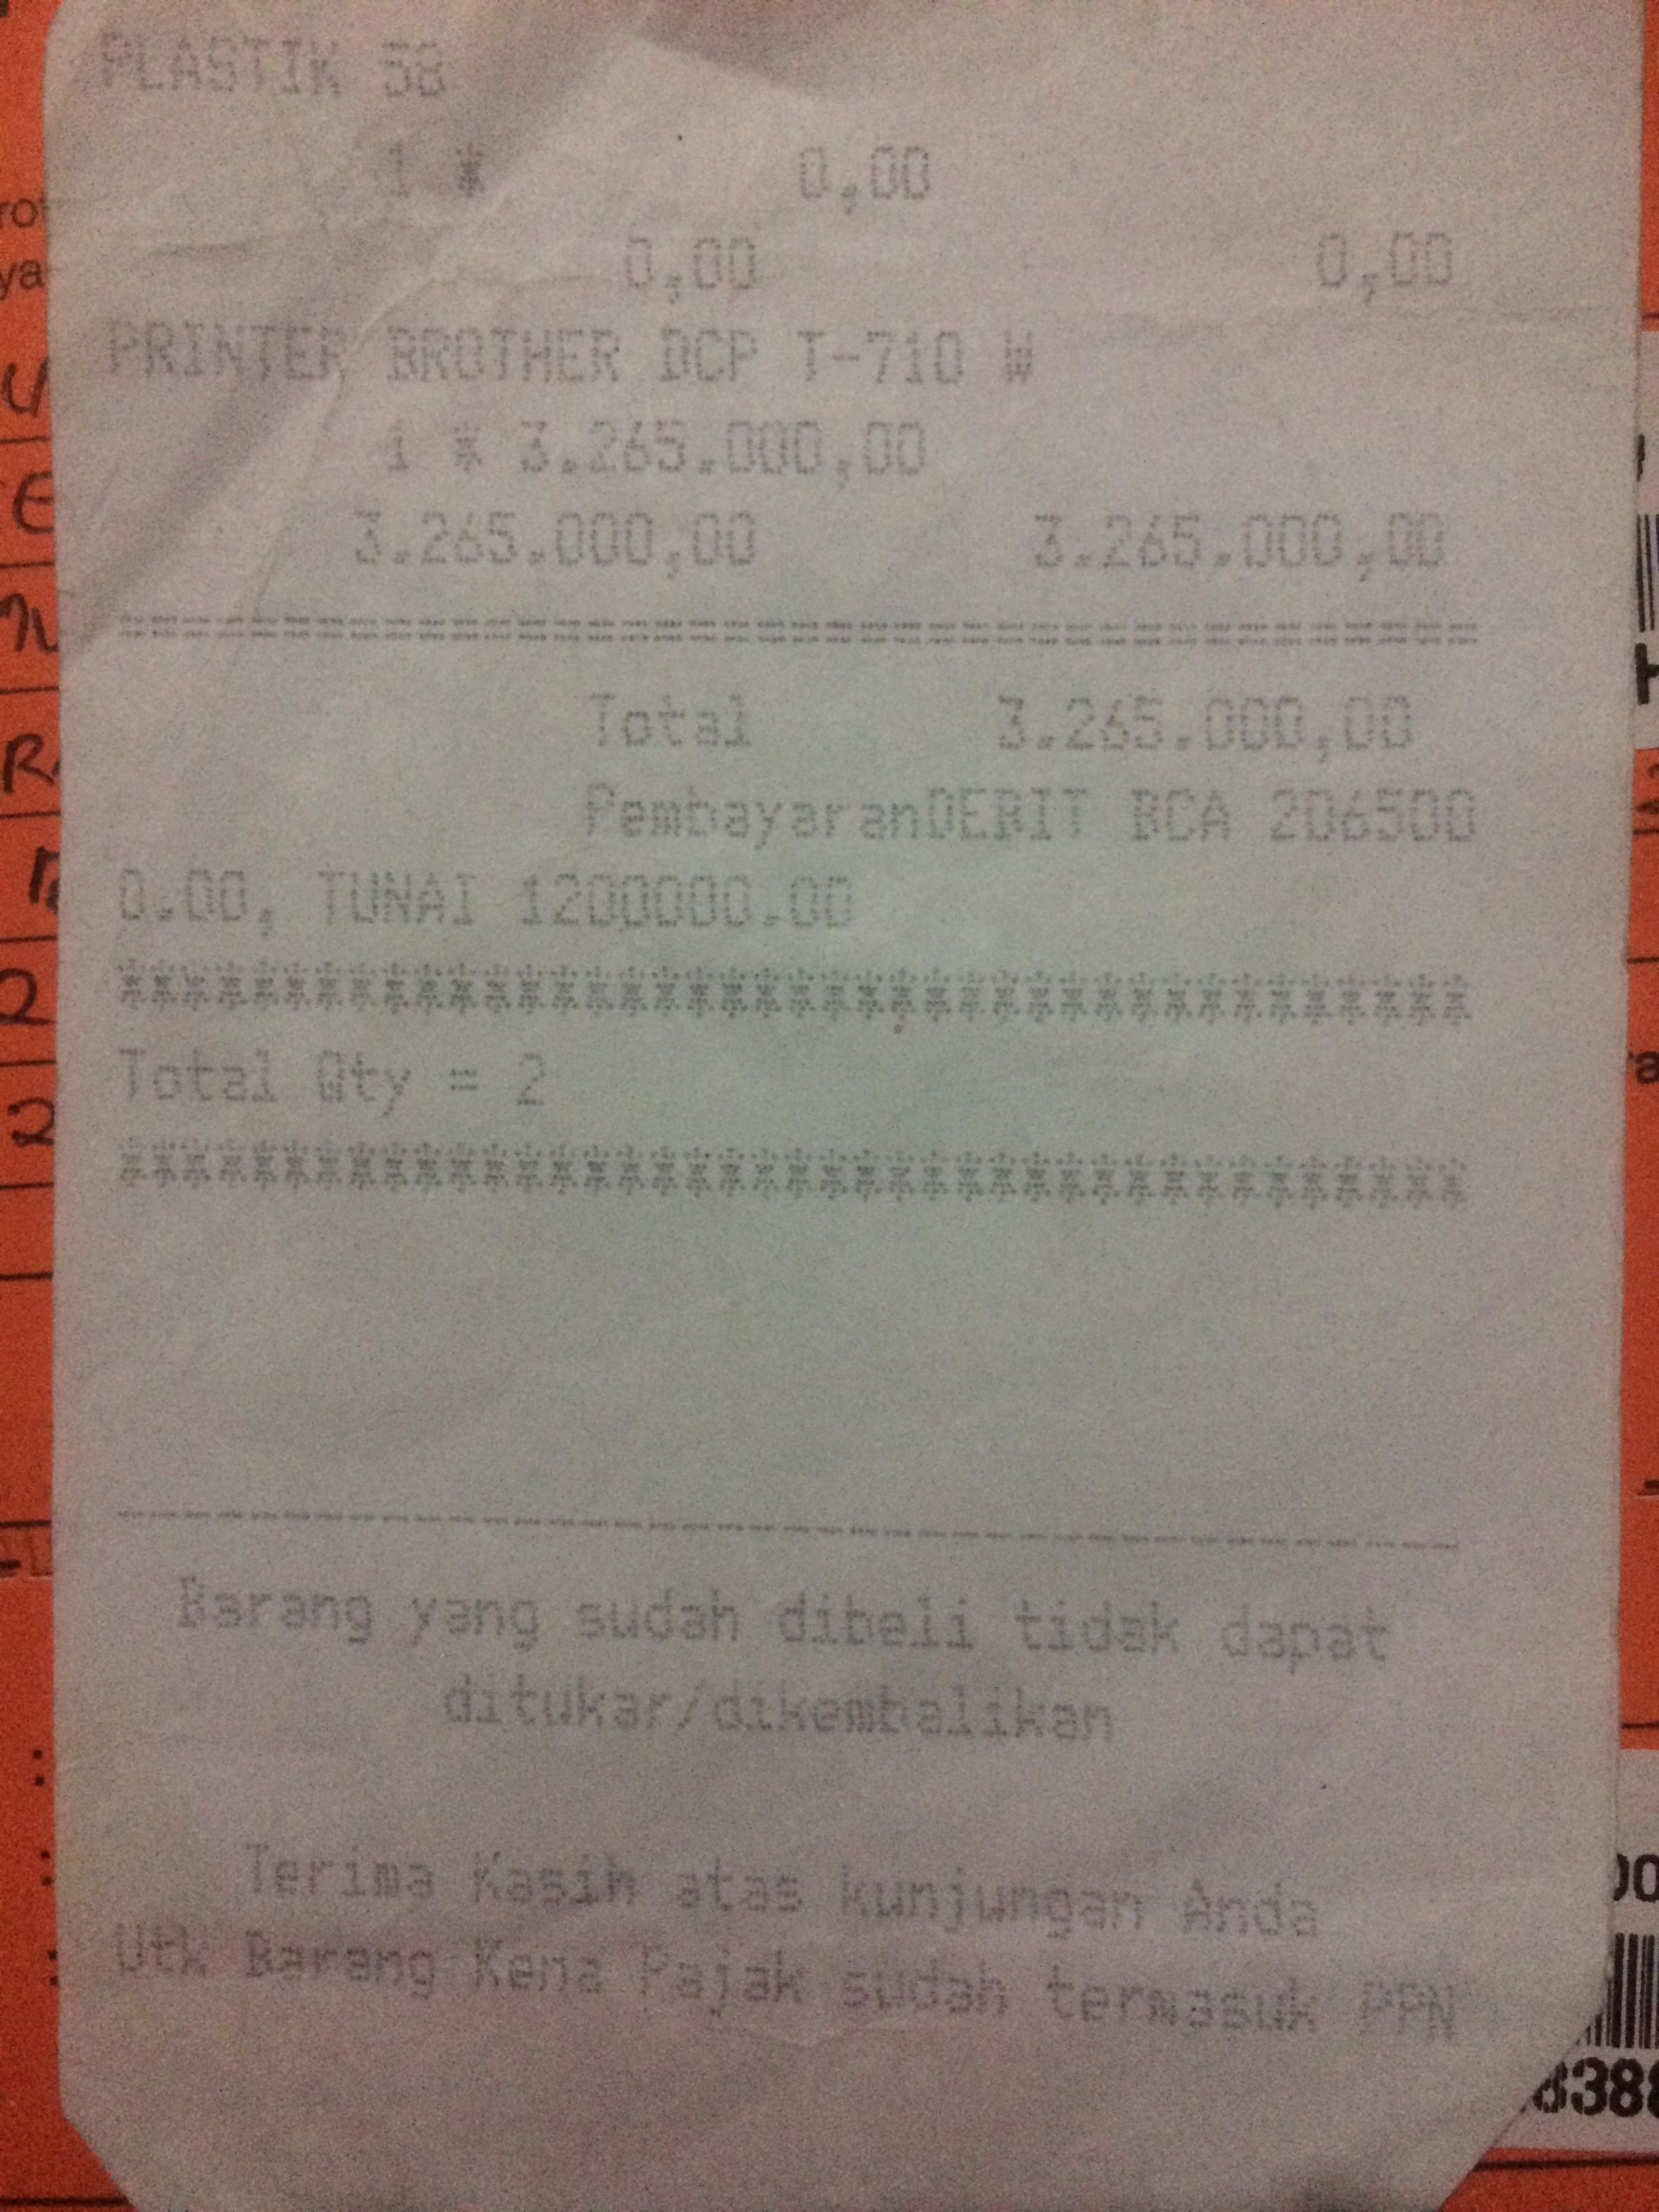 PLASTIK 58
1 * 0,00
0,00 0,00
PRINTER BROTHER DCP T-710 W
1 * 3.265.000,00
3.265.000,00 3.265.000,00
================================
Total 3.265.000,00
PembayaranDEBIT BCA 206500
0.00, TUNAI 1200000.00
****************************************
Total Qty = 2
****************************************
----------------------------------------
Barang yang sudah dibeli tidak dapat
ditukar/dikembalikan
Terima Kasih atas kunjungan Anda
Utk Barang Kena Pajak sudah termasuk PPN